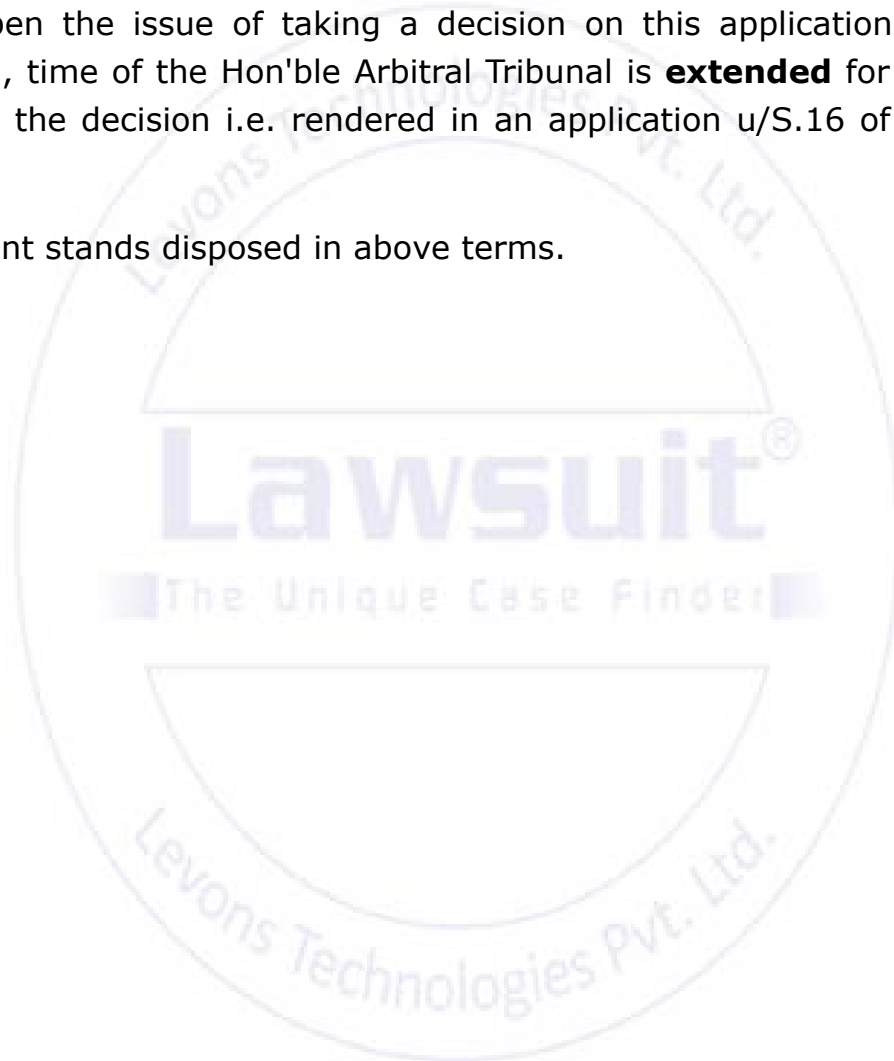 pen the issue of taking a decision on this application
, time of the Hon'ble Arbitral Tribunal is extended for
the decision i.e. rendered in an application u/S.16 of
nt stands disposed in above terms.
Levons Technologies Pvt. Ltd.
Lawsuit®
The Unique Case Finder
Levons Technologies Pvt. Ltd.